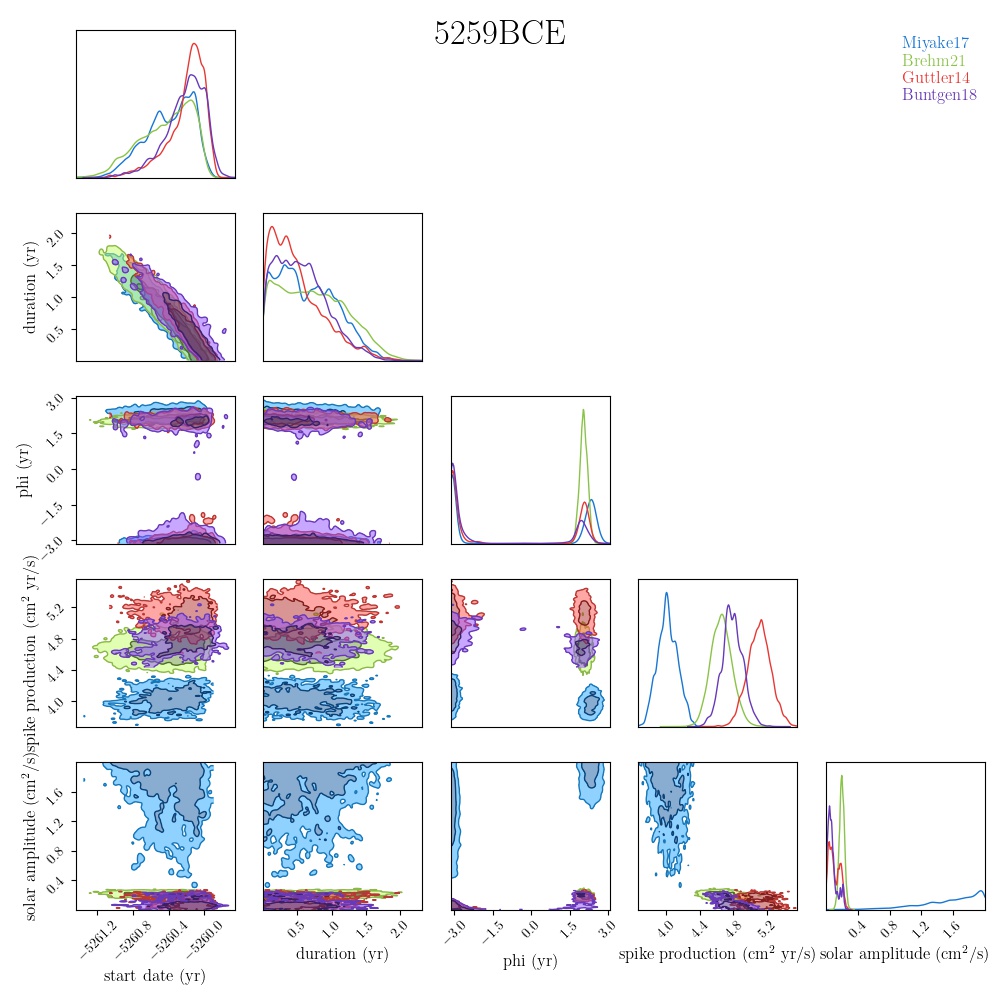 5259BCE
Miyake17
Brehm21
Guttler14
Buntgen18
duration (yr)
2.0
1.5
1.0
0.5
phi (yr)
3.0
1.5
0.0
−1.5
−3.0
spike production (cm² yr/s)
5.2
4.8
4.4
4.0
solar amplitude (cm²/s)
1.6
1.2
0.8
0.4
−5261.2 −5260.8 −5260.4 −5260.0
0.5 1.0 1.5 2.0
−3.0 −1.5 0.0 1.5 3.0
4.0 4.4 4.8 5.2
0.4 0.8 1.2 1.6
start date (yr)
duration (yr)
phi (yr)
spike production (cm² yr/s)
solar amplitude (cm²/s)